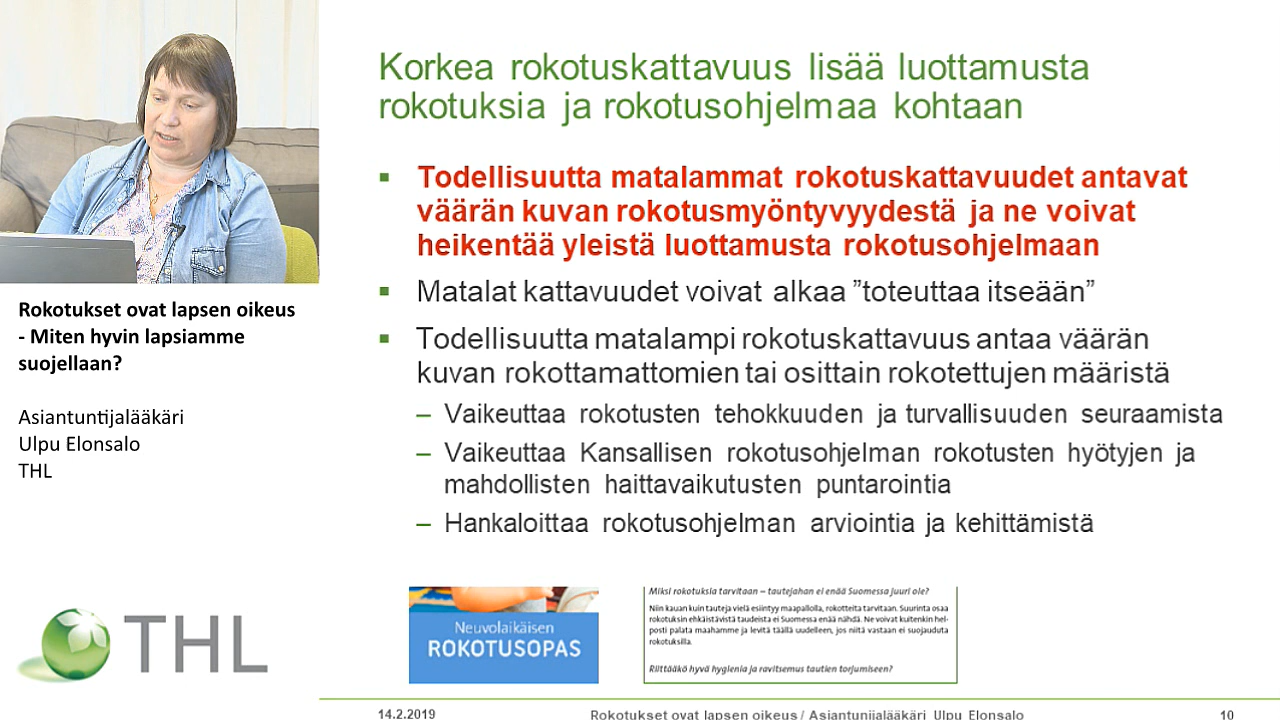 Korkea rokotuskattavuus lisää luottamusta
rokotuksia ja rokotusohjelmaa kohtaan
▪ Todellisuutta matalammat rokotuskattavuudet antavat
väärän kuvan rokotusmyöntyvyydestä ja ne voivat
heikentää yleistä luottamusta rokotusohjelmaan
▪ Matalat kattavuudet voivat alkaa ”toteuttaa itseään”
▪ Todellisuutta matalampi rokotuskattavuus antaa väärän
kuvan rokottamattomien tai osittain rokotettujen määristä
– Vaikeuttaa rokotusten tehokkuuden ja turvallisuuden seuraamista
– Vaikeuttaa Kansallisen rokotusohjelman rokotusten hyötyjen ja
mahdollisten haittavaikutusten puntarointia
– Hankaloittaa rokotusohjelman arviointia ja kehittämistä
Rokotukset ovat lapsen oikeus
- Miten hyvin lapsiamme
suojellaan?
Asiantuntijalääkäri
Ulpu Elonsalo
THL
THL
Neuvolaikäisen
ROKOTUSOPAS
Miksi rokotuksia tarvitaan – tautejahan ei enää Suomessa juuri ole?
Niin kauan kuin tauteja vielä esiintyy maapallolla, rokotteita tarvitaan. Suurinta osaa
rokotuksin ehkäistävistä taudeista ei Suomessa enää nähdä. Ne voivat kuitenkin hel-
posti palata maahamme ja levitä täällä uudelleen, jos niitä vastaan ei suojauduta
rokotuksilla.
Riittääkö hyvä hygienia ja ravitsemus tautien torjumiseen?
14.2.2019
Rokotukset ovat lapsen oikeus / Asiantunijalääkäri Ulpu Elonsalo
10